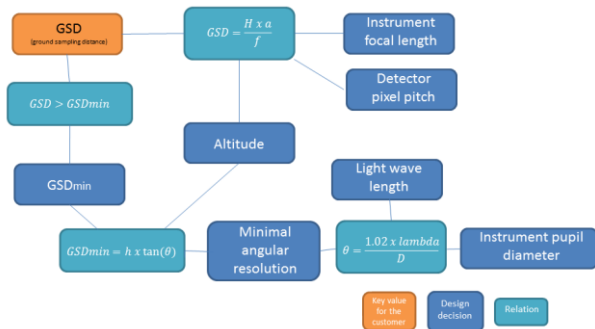 GSD
(ground sampling distance)
GSD = H x a / f
Instrument
focal length
Detector
pixel pitch
GSD > GSDmin
Altitude
GSDmin
Light wave
length
GSDmin = h x tan(θ)
Minimal
angular
resolution
θ = 1.02 x lambda / D
Instrument pupil
diameter
Key value
for the
customer
Design
decision
Relation